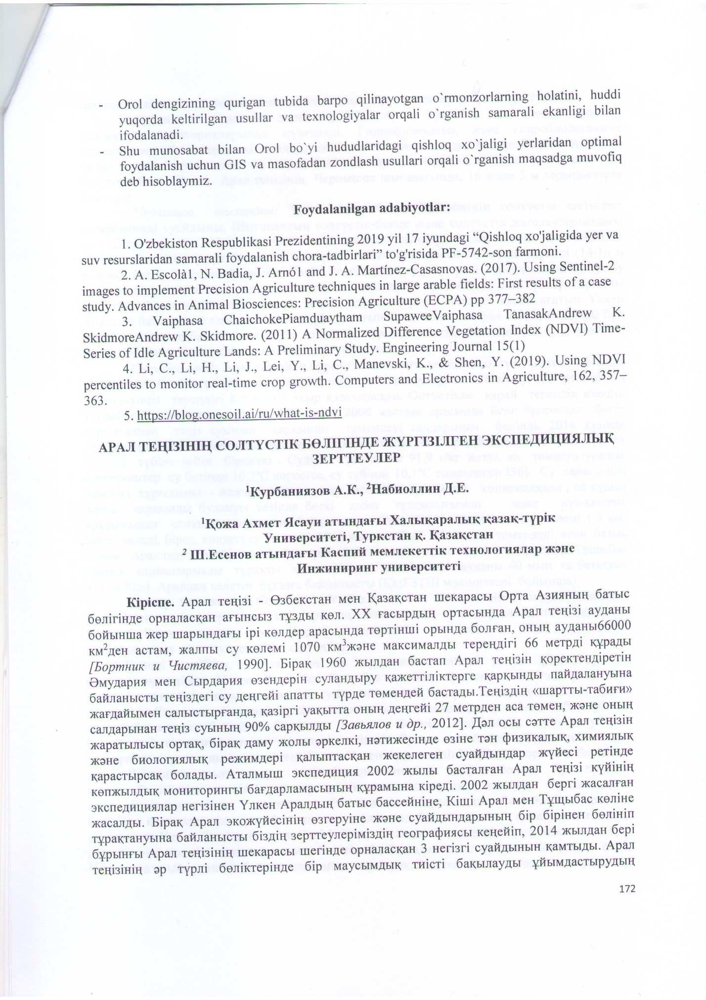 - Orol dengizining qurigan tubida barpo qilinayotgan o`rmonzorlarning holatini, huddi
yuqorda keltirilgan usullar va texnologiyalar orqali o`rganish samarali ekanligi bilan
ifodalanadi.
- Shu munosabat bilan Orol bo`yi hududlaridagi qishloq xo`jaligi yerlaridan optimal
foydalanish uchun GIS va masofadan zondlash usullari orqali o`rganish maqsadga muvofiq
deb hisoblaymiz.
Foydalanilgan adabiyotlar:
1. O'zbekiston Respublikasi Prezidentining 2019 yil 17 iyundagi “Qishloq xo'jaligida yer va
suv resurslaridan samarali foydalanish chora-tadbirlari” to'g'risida PF-5742-son farmoni.
2. A. Escolà1, N. Badia, J. Arnó1 and J. A. Martínez-Casasnovas. (2017). Using Sentinel-2
images to implement Precision Agriculture techniques in large arable fields: First results of a case
study. Advances in Animal Biosciences: Precision Agriculture (ECPA) pp 377–382
3. Vaiphasa ChaichokePiamduaytham SupaweeVaiphasa TanasakAndrew K.
SkidmoreAndrew K. Skidmore. (2011) A Normalized Difference Vegetation Index (NDVI) Time-
Series of Idle Agriculture Lands: A Preliminary Study. Engineering Journal 15(1)
4. Li, C., Li, H., Li, J., Lei, Y., Li, C., Manevski, K., & Shen, Y. (2019). Using NDVI
percentiles to monitor real-time crop growth. Computers and Electronics in Agriculture, 162, 357–
363.
5. https://blog.onesoil.ai/ru/what-is-ndvi
АРАЛ ТЕҢІЗІНІҢ СОЛТҮСТІК БӨЛІГІНДЕ ЖҮРГІЗІЛГЕН ЭКСПЕДИЦИЯЛЫҚ
ЗЕРТТЕУЛЕР
¹Курбаниязов А.К., ²Набиоллин Д.Е.
¹Қожа Ахмет Ясауи атындағы Халықаралық қазақ-түрік
Университеті, Туркстан қ. Қазақстан
² Ш.Есенов атындағы Каспий мемлекеттік технологиялар және
Инжиниринг университеті
Кіріспе. Арал теңізі - Өзбекстан мен Қазақстан шекарасы Орта Азияның батыс
бөлігінде орналасқан ағынсыз тұзды көл. XX ғасырдың ортасында Арал теңізі ауданы
бойынша жер шарындағы ірі көлдер арасында төртінші орында болған, оның ауданы66000
км²ден астам, жалпы су көлемі 1070 км³және максималды тереңдігі 66 метрді құрады
[Бортник и Чистяева, 1990]. Бірақ 1960 жылдан бастап Арал теңізін қоректендіретін
Әмудария мен Сырдария өзендерін суландыру қажеттіліктерге қарқынды пайдалануына
байланысты теңіздегі су деңгейі апатты түрде төмендей бастады.Теңіздің «шартты-табиғи»
жағдайымен салыстырғанда, қазіргі уақытта оның деңгейі 27 метрден аса төмен, және оның
салдарынан теңіз суының 90% сарқылды [Завьялов и др., 2012]. Дәл осы сәтте Арал теңізін
жаратылысы ортақ, бірақ даму жолы әркелкі, нәтижесінде өзіне тән физикалық, химиялық
және биологиялық режимдері қалыптасқан жекелеген суайдындар жүйесі ретінде
қарастырсақ болады. Аталмыш экспедиция 2002 жылы басталған Арал теңізі күйінің
көпжылдық мониторингы бағдарламасының құрамына кіреді. 2002 жылдан бергі жасалған
экспедициялар негізінен Үлкен Аралдың батыс бассейніне, Кіші Арал мен Тұщыбас көліне
жасалды. Бірақ Арал экожүйесінің өзгеруіне және суайдындарының бір бірінен бөлініп
тұрақтануына байланысты біздің зерттеулеріміздің географиясы кеңейіп, 2014 жылдан бері
бұрынғы Арал теңізінің шекарасы шегінде орналасқан 3 негізгі суайдынын қамтыды. Арал
теңізінің әр түрлі бөліктерінде бір маусымдық тиісті бақылауды ұйымдастырудың
172